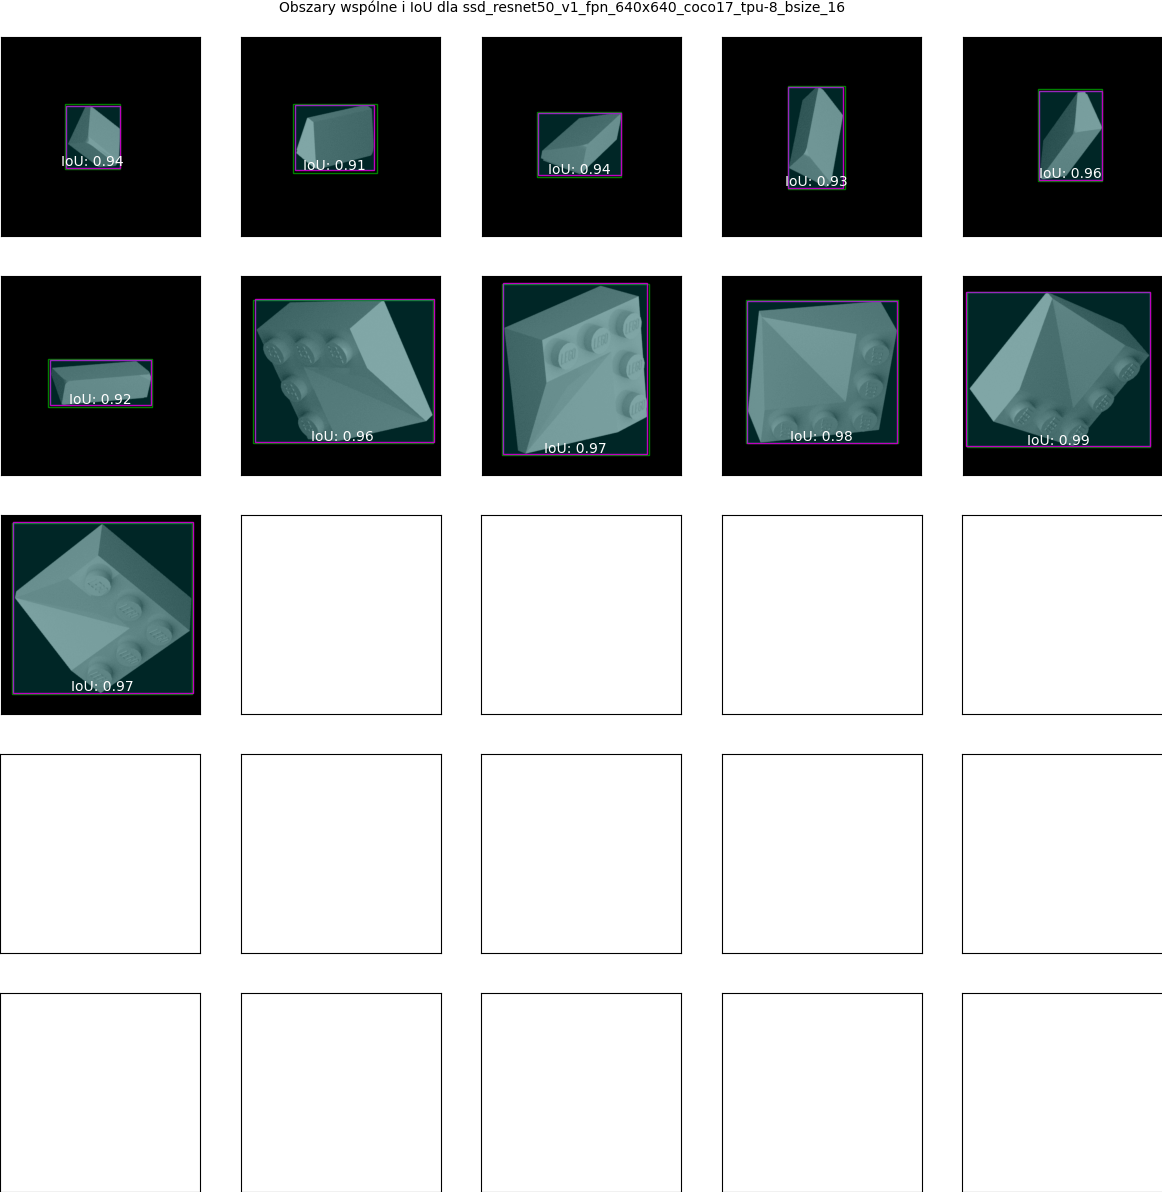 Obszary wspólne i IoU dla ssd_resnet50_v1_fpn_640x640_coco17_tpu-8_bsize_16
IoU: 0.94
IoU: 0.91
IoU: 0.94
IoU: 0.93
IoU: 0.96
IoU: 0.92
IoU: 0.96
IoU: 0.97
IoU: 0.98
IoU: 0.99
IoU: 0.97